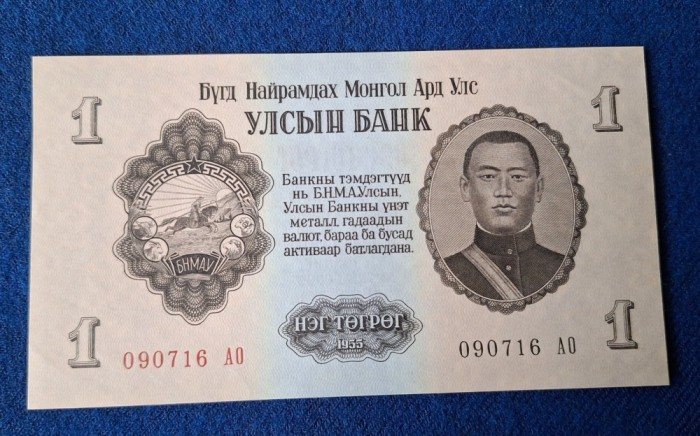 Бүгд Найрамдах Монгол Ард Улс
УЛСЫН БАНК
1
1
Банкны тэмдэгтүүд
нь Б.Н.М.А.Улсын,
Улсын Банкны үнэт
металл, гадаадын
валют, бараа ба бусад
активаар батлагдана.
БНМАУ
НЭГ ТӨГРӨГ
1955
1
1
090716 АО
090716 АО